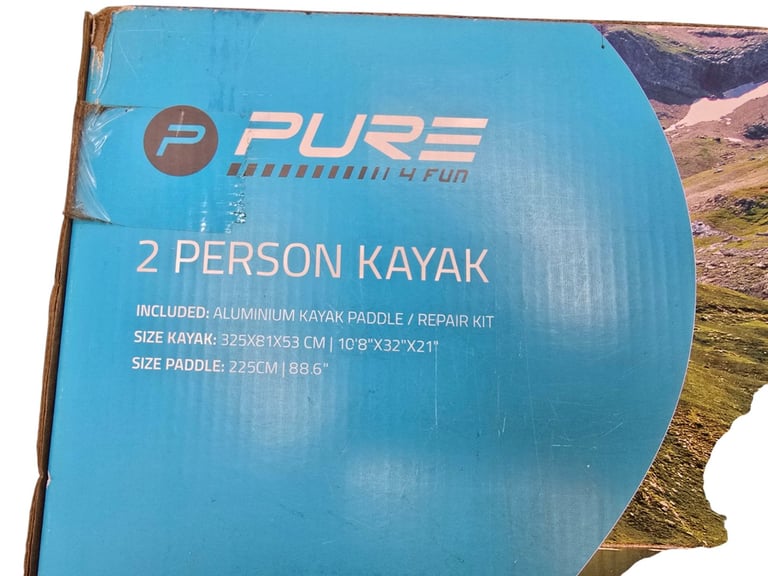 P PURE
4 FUN
2 PERSON KAYAK
INCLUDED: ALUMINIUM KAYAK PADDLE / REPAIR KIT
SIZE KAYAK: 325X81X53 CM | 10'8"X32"X21"
SIZE PADDLE: 225CM | 88.6"